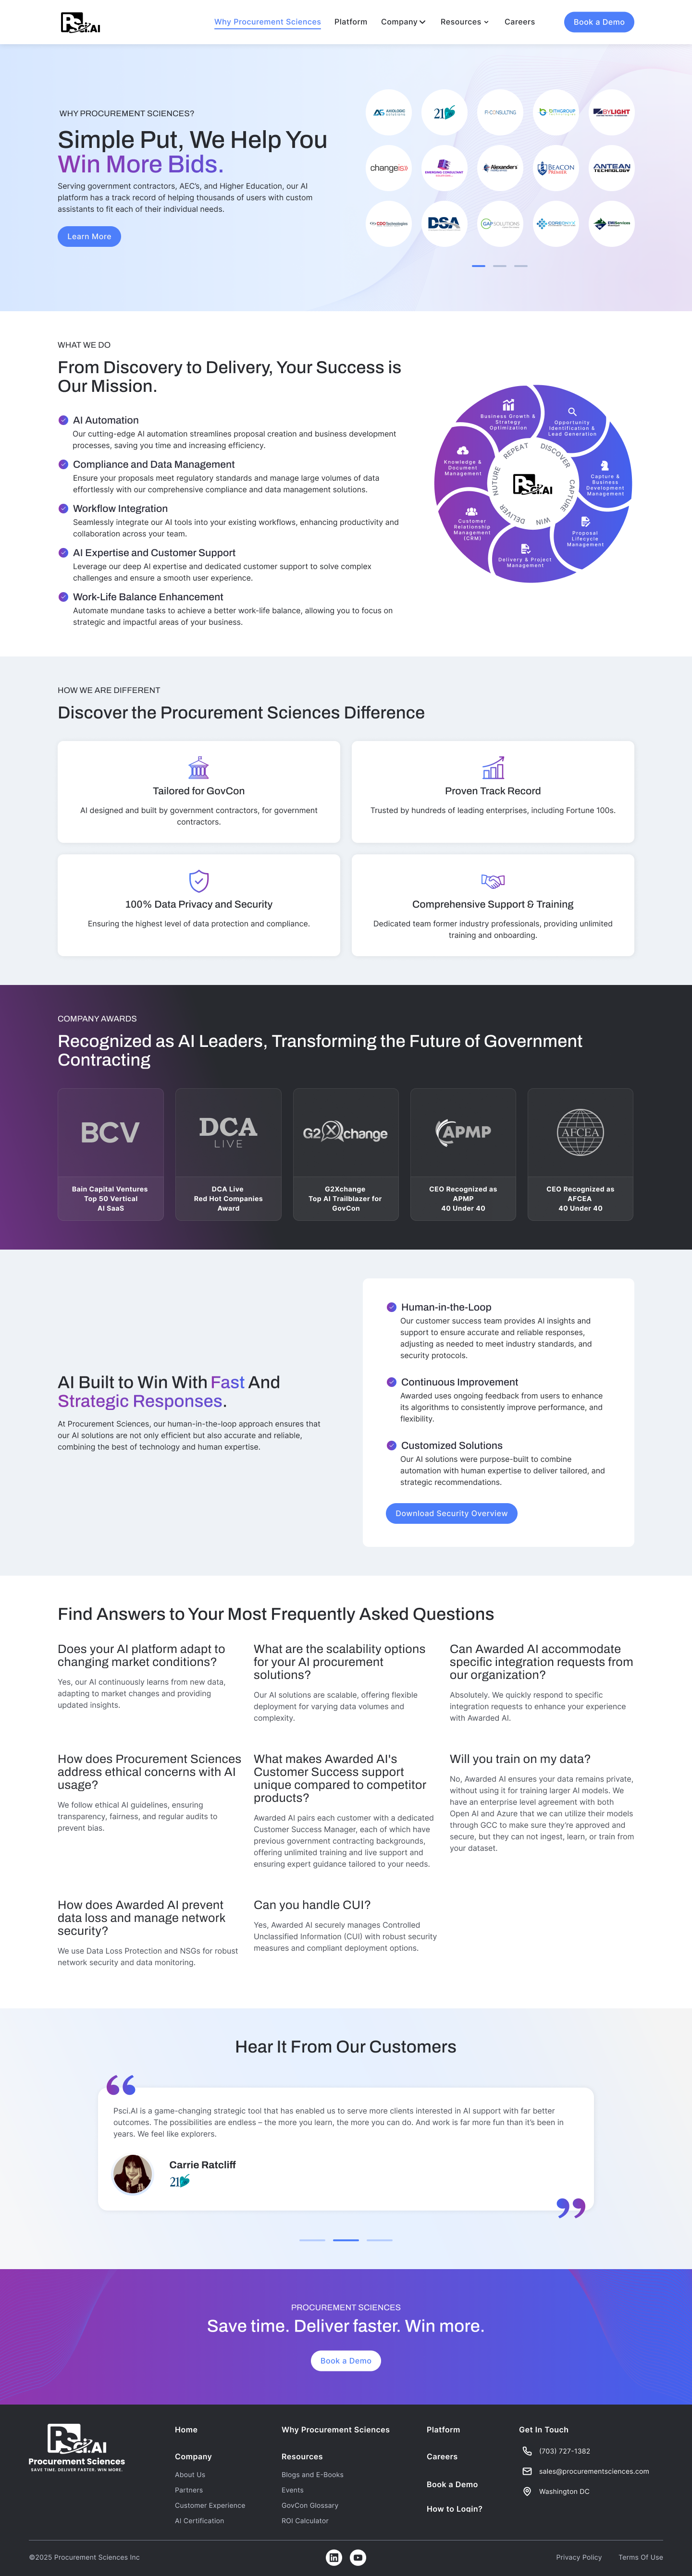 PSci.AI
Why Procurement Sciences
Platform
Company
Resources
Careers
Book a Demo
WHY PROCUREMENT SCIENCES?
Simple Put, We Help You
Win More Bids.
Serving government contractors, AEC's, and Higher Education, our AI
platform has a track record of helping thousands of users with custom
assistants to fit each of their individual needs.
Learn More
21
PI-CONSULTING
BYLIGHT
changeis
EMERGING CONSULTANT
Alexander's
BEACON
PREMIER
ANTEAN
TECHNOLOGY
DSA
GAP SOLUTIONS
WHAT WE DO
From Discovery to Delivery, Your Success is
Our Mission.
AI Automation
Our cutting-edge AI automation streamlines proposal creation and business development
processes, saving you time and increasing efficiency.
Compliance and Data Management
Ensure your proposals meet regulatory standards and manage large volumes of data
effortlessly with our comprehensive compliance and data management solutions.
Workflow Integration
Seamlessly integrate our AI tools into your existing workflows, enhancing productivity and
collaboration across your team.
AI Expertise and Customer Support
Leverage our deep AI expertise and dedicated customer support to solve complex
challenges and ensure a smooth user experience.
Work-Life Balance Enhancement
Automate mundane tasks to achieve a better work-life balance, allowing you to focus on
strategic and impactful areas of your business.
Business Growth &
Strategy
Optimization
Opportunity
Identification &
Lead Generation
Capture &
Business
Development
Management
Proposal
Lifecycle
Management
Delivery & Project
Management
Customer
Relationship
Management
(CRM)
Knowledge &
Document
Management
DISCOVER
CAPTURE
WIN
DELIVER
NUTURE
REPEAT
PSci.AI
HOW WE ARE DIFFERENT
Discover the Procurement Sciences Difference
Tailored for GovCon
AI designed and built by government contractors, for government
contractors.
Proven Track Record
Trusted by hundreds of leading enterprises, including Fortune 100s.
100% Data Privacy and Security
Ensuring the highest level of data protection and compliance.
Comprehensive Support & Training
Dedicated team former industry professionals, providing unlimited
training and onboarding.
COMPANY AWARDS
Recognized as AI Leaders, Transforming the Future of Government
Contracting
BCV
Bain Capital Ventures
Top 50 Vertical
AI SaaS
DCA
LIVE
DCA Live
Red Hot Companies
Award
G2Xchange
G2Xchange
Top AI Trailblazer for
GovCon
APMP
CEO Recognized as
APMP
40 Under 40
AFCEA
CEO Recognized as
AFCEA
40 Under 40
AI Built to Win With Fast And
Strategic Responses.
At Procurement Sciences, our human-in-the-loop approach ensures that
our AI solutions are not only efficient but also accurate and reliable,
combining the best of technology and human expertise.
Human-in-the-Loop
Our customer success team provides AI insights and
support to ensure accurate and reliable responses,
adjusting as needed to meet industry standards, and
security protocols.
Continuous Improvement
Awarded uses ongoing feedback from users to enhance
its algorithms to consistently improve performance, and
flexibility.
Customized Solutions
Our AI solutions were purpose-built to combine
automation with human expertise to deliver tailored, and
strategic recommendations.
Download Security Overview
Find Answers to Your Most Frequently Asked Questions
Does your AI platform adapt to
changing market conditions?
Yes, our AI continuously learns from new data,
adapting to market changes and providing
updated insights.
What are the scalability options
for your AI procurement
solutions?
Our AI solutions are scalable, offering flexible
deployment for varying data volumes and
complexity.
Can Awarded AI accommodate
specific integration requests from
our organization?
Absolutely. We quickly respond to specific
integration requests to enhance your experience
with Awarded AI.
How does Procurement Sciences
address ethical concerns with AI
usage?
We follow ethical AI guidelines, ensuring
transparency, fairness, and regular audits to
prevent bias.
What makes Awarded AI's
Customer Success support
unique compared to competitor
products?
Awarded AI pairs each customer with a dedicated
Customer Success Manager, each of which have
previous government contracting backgrounds,
offering unlimited training and live support and
ensuring expert guidance tailored to your needs.
Will you train on my data?
No, Awarded AI ensures your data remains private,
without using it for training larger AI models. We
have an enterprise level agreement with both
Open AI and Azure that we can utilize their models
through GCC to make sure they're approved and
secure, but they can not ingest, learn, or train from
your dataset.
How does Awarded AI prevent
data loss and manage network
security?
We use Data Loss Protection and NSGs for robust
network security and data monitoring.
Can you handle CUI?
Yes, Awarded AI securely manages Controlled
Unclassified Information (CUI) with robust security
measures and compliant deployment options.
Hear It From Our Customers
Psci.AI is a game-changing strategic tool that has enabled us to serve more clients interested in AI support with far better
outcomes. The possibilities are endless – the more you learn, the more you can do. And work is far more fun than it's been in
years. We feel like explorers.
Carrie Ratcliff
21
PROCUREMENT SCIENCES
Save time. Deliver faster. Win more.
Book a Demo
PSci.AI
Procurement Sciences
SAVE TIME. DELIVER FASTER. WIN MORE.
Home
Company
About Us
Partners
Customer Experience
AI Certification
Why Procurement Sciences
Resources
Blogs and E-Books
Events
GovCon Glossary
ROI Calculator
Platform
Careers
Book a Demo
How to Login?
Get In Touch
(703) 727-1382
sales@procurementsciences.com
Washington DC
©2025 Procurement Sciences Inc
Privacy Policy
Terms Of Use